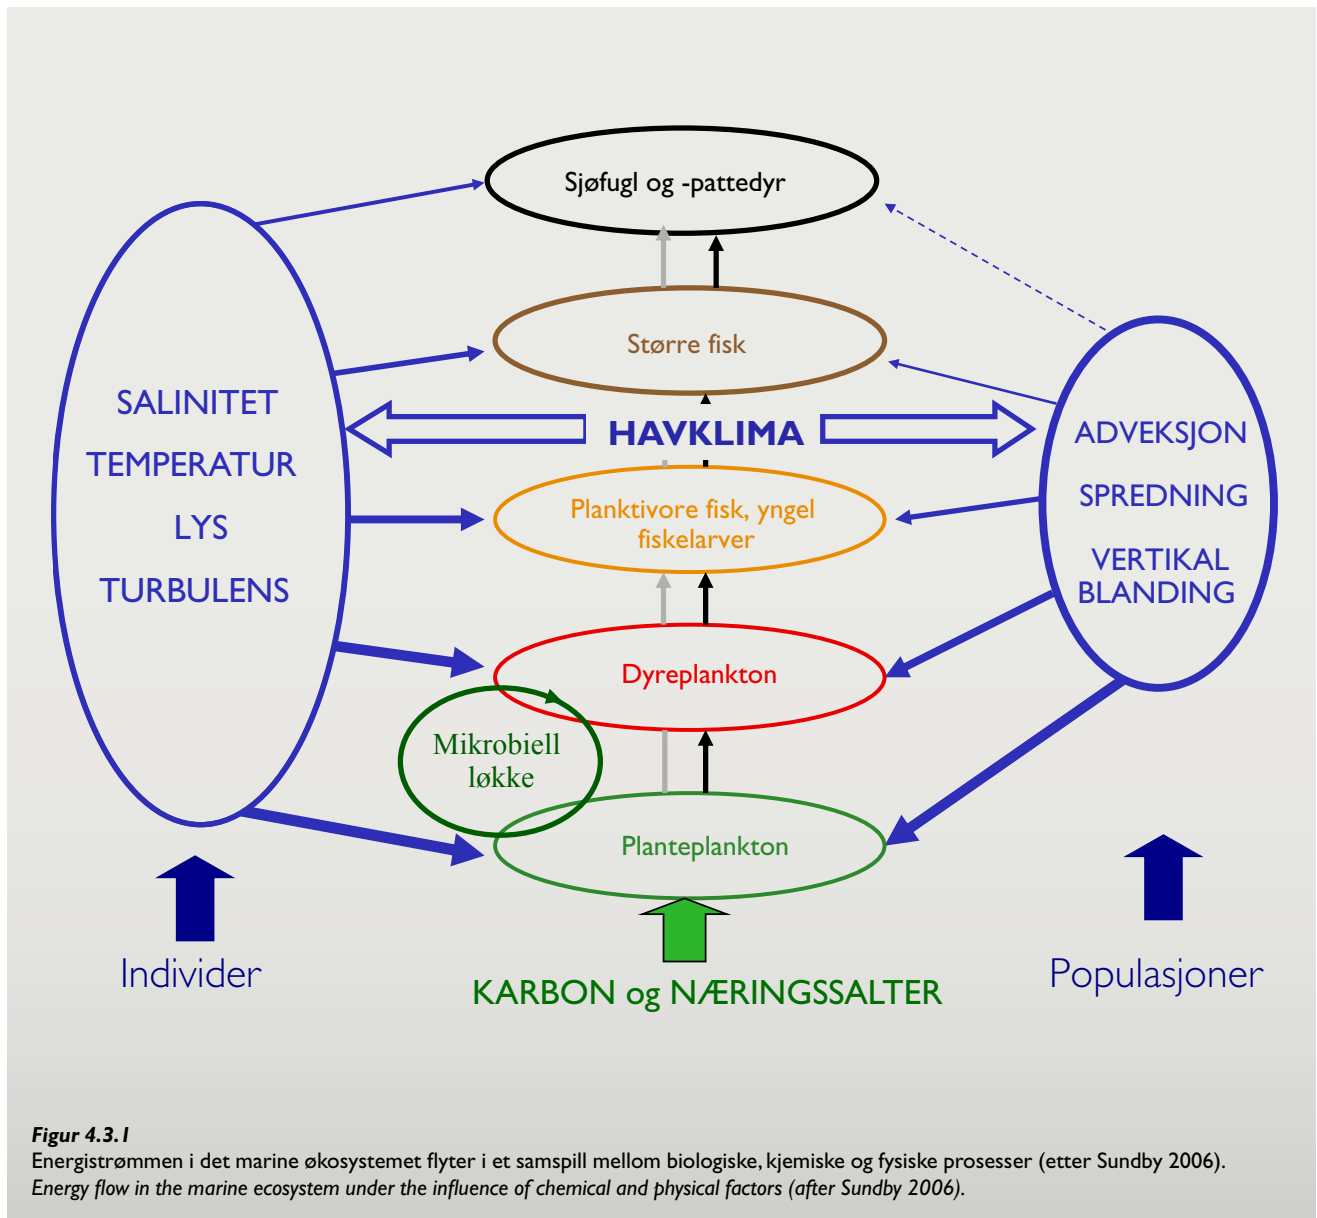 Sjøfugl og -pattedyr
Større fisk
SALINITET
TEMPERATUR
LYS
TURBULENS
HAVKLIMA
ADVEKSJON
SPREDNING
VERTIKAL
BLANDING
Planktivore fisk, yngel
fiskelarver
Dyreplankton
Mikrobiell
løkke
Planteplankton
Individer
KARBON og NÆRINGSSALTER
Populasjoner
Figur 4.3.1
Energistrømmen i det marine økosystemet flyter i et samspill mellom biologiske, kjemiske og fysiske prosesser (etter Sundby 2006).
Energy flow in the marine ecosystem under the influence of chemical and physical factors (after Sundby 2006).